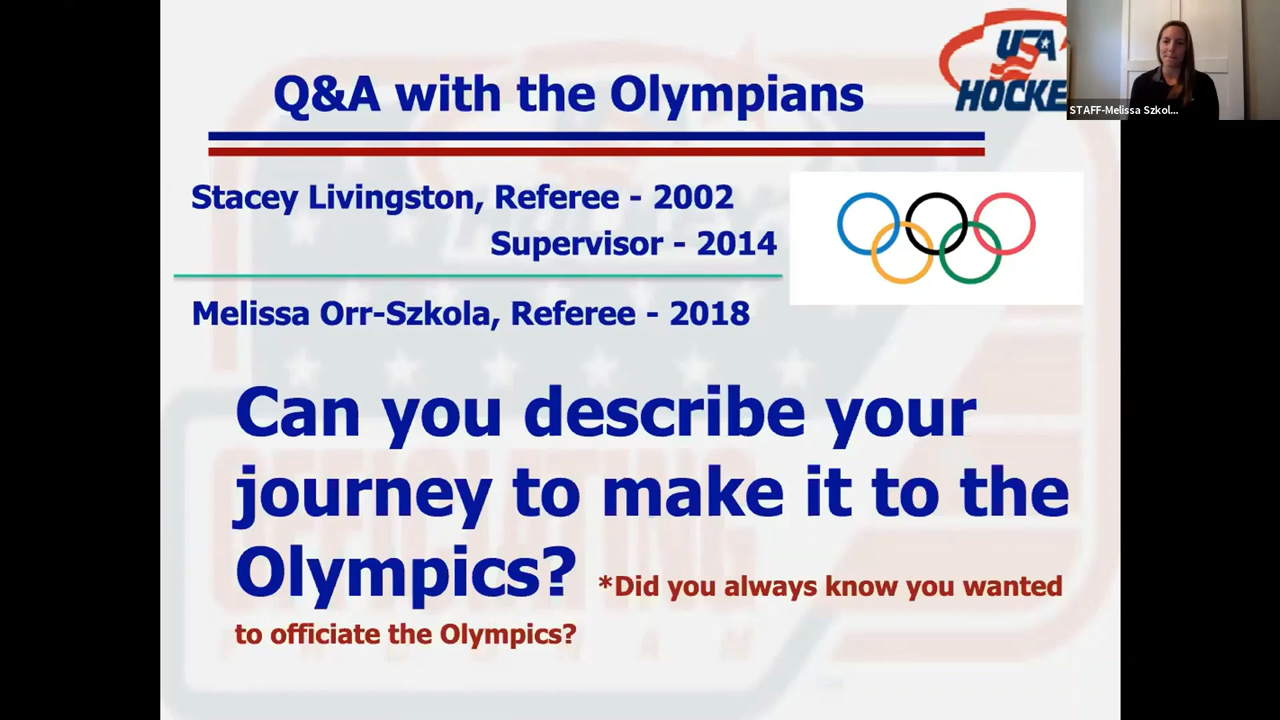 Q&A with the Olympians
USA
HOCKE
STAFF-Melissa Szkol...
Stacey Livingston, Referee - 2002
Supervisor - 2014
Melissa Orr-Szkola, Referee - 2018
Can you describe your
journey to make it to the
Olympics? *Did you always know you wanted
to officiate the Olympics?